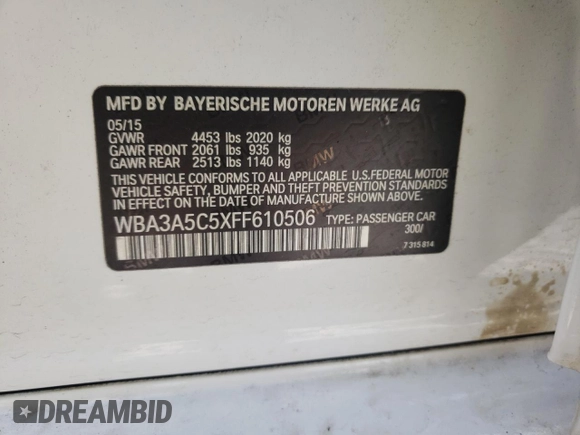 MFD BY BAYERISCHE MOTOREN WERKE AG
05/15
GVWR 4453 lbs 2020 kg
GAWR FRONT 2061 lbs 935 kg
GAWR REAR 2513 lbs 1140 kg
THIS VEHICLE CONFORMS TO ALL APPLICABLE U.S.FEDERAL MOTOR
VEHICLE SAFETY, BUMPER AND THEFT PREVENTION STANDARDS
IN EFFECT ON THE DATE OF MANUFACTURE SHOWN ABOVE.
WBA3A5C5XFF610506 TYPE: PASSENGER CAR
300/
7 315 814
DREAMBID